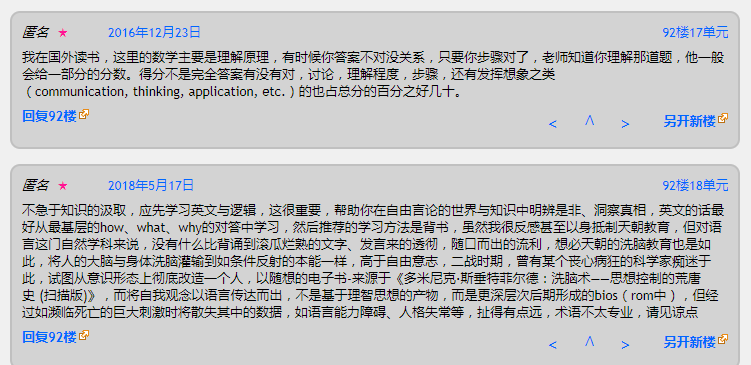 匿名 ★ 2016年12月23日 92楼17单元
我在国外读书，这里的数学主要是理解原理，有时候你答案不对没关系，只要你步骤对了，老师知道你理解那道题，他一般
会给一部分的分数。得分不是完全答案有没有对，讨论，理解程度，步骤，还有发挥想象之类
（communication, thinking, application, etc.）的也占总分的百分之好几十。
回复92楼 < ^ > 另开新楼
匿名 ★ 2018年5月17日 92楼18单元
不急于知识的汲取，应先学习英文与逻辑，这很重要，帮助你在自由言论的世界与知识中明辨是非、洞察真相，英文的话最
好从最基层的how、what、why的对答中学习，然后推荐的学习方法是背书，虽然我很反感甚至以身抵制天朝教育，但对语
言这门自然学科来说，没有什么比背诵到滚瓜烂熟的文字、发言来的透彻，随口而出的流利，想必天朝的洗脑教育也是如
此，将人的大脑与身体洗脑灌输到如条件反射的本能一样，高于自由意志，二战时期，曾有某个丧心病狂的科学家痴迷于
此，试图从意识形态上彻底改造一个人，以随想的电子书-来源于《多米尼克·斯垂特菲尔德：洗脑术——思想控制的荒唐
史 (扫描版)》，而将自我观念以语言传达而出，不是基于理智思想的产物，而是更深层次后期形成的bios（rom中），但经
过如濒临死亡的巨大刺激时将散失其中的数据，如语言能力障碍、人格失常等，扯得有点远，术语不太专业，请见谅点
回复92楼 < ^ > 另开新楼